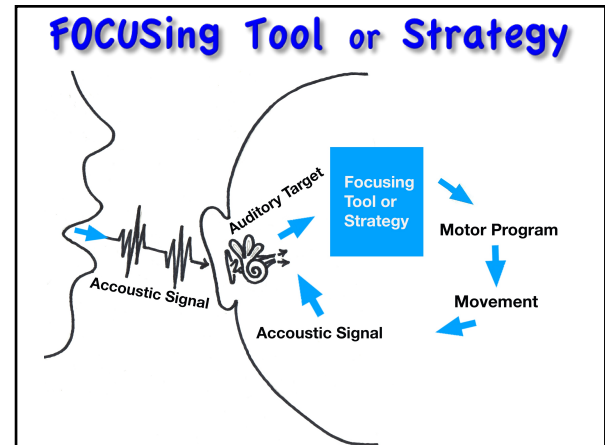 FOCUSing Tool or Strategy
Auditory Target
Focusing
Tool or
Strategy
Motor Program
Accoustic Signal
Movement
Accoustic Signal